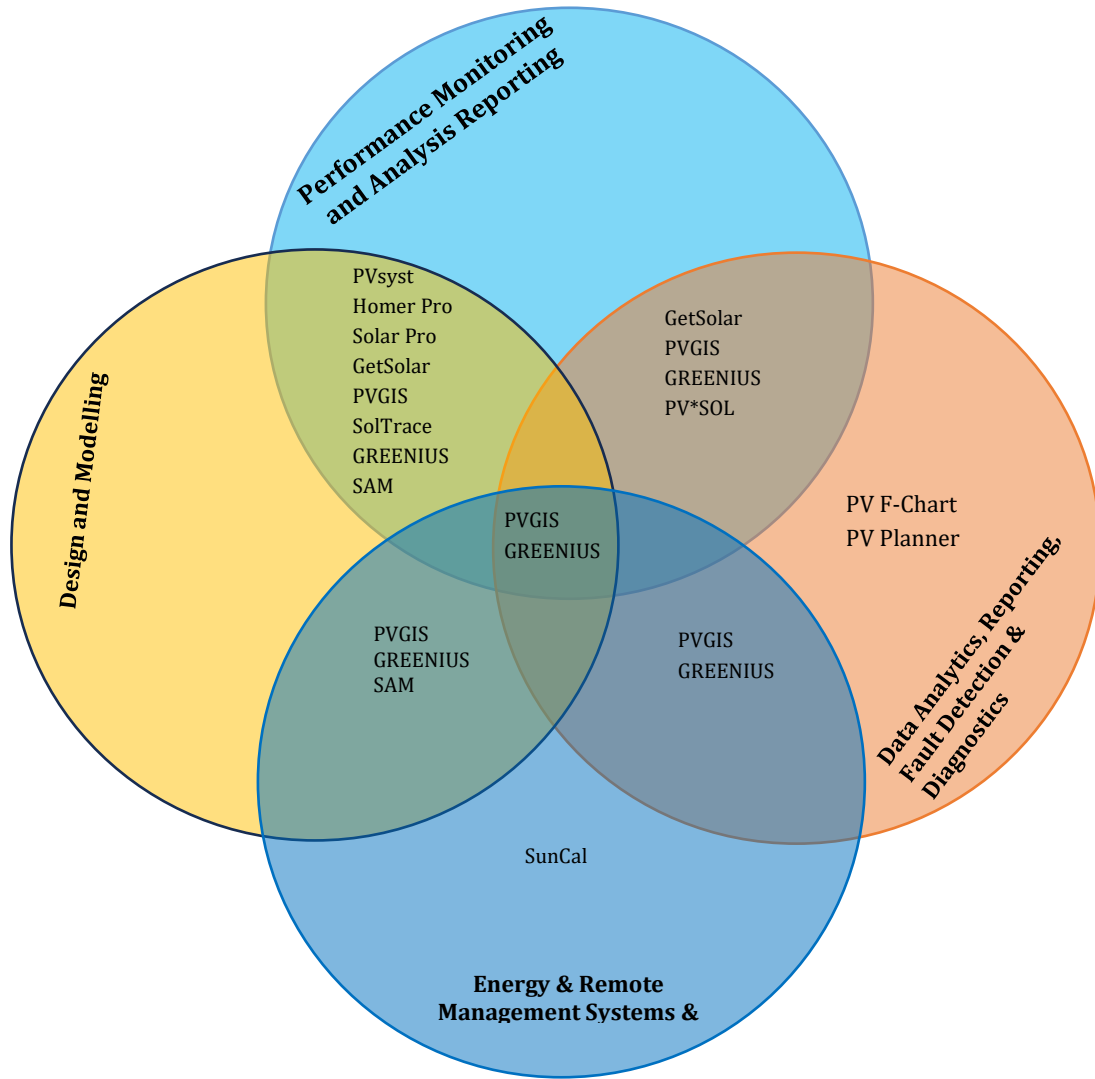 Performance Monitoring
and Analysis Reporting
PVsyst
Homer Pro
Solar Pro
GetSolar
PVGIS
SolTrace
GREENIUS
SAM
GetSolar
PVGIS
GREENIUS
PV*SOL
Design and Modelling
PV F-Chart
PV Planner
PVGIS
GREENIUS
Data Analytics, Reporting,
Fault Detection &
Diagnostics
PVGIS
GREENIUS
SAM
PVGIS
GREENIUS
SunCal
Energy & Remote
Management Systems &